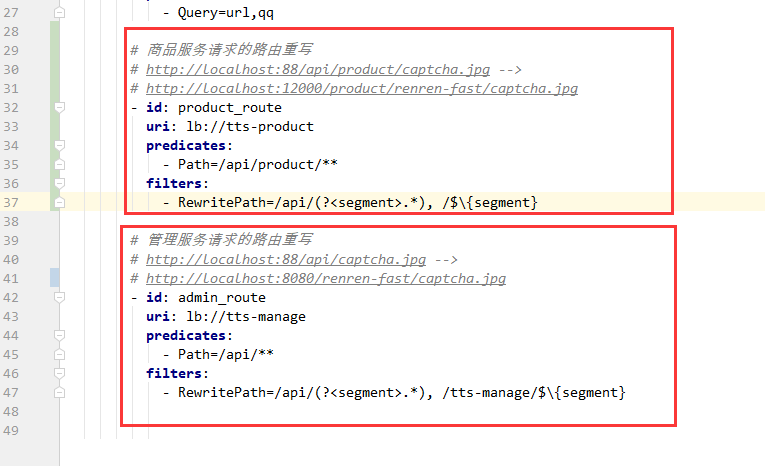 27 - Query=url,qq
28
29 # 商品服务请求的路由重写
30 # http://localhost:88/api/product/captcha.jpg -->
31 # http://localhost:12000/product/renren-fast/captcha.jpg
32 - id: product_route
33 uri: lb://tts-product
34 predicates:
35 - Path=/api/product/**
36 filters:
37 - RewritePath=/api/(?<segment>.*), /$\{segment}
38
39 # 管理服务请求的路由重写
40 # http://localhost:88/api/captcha.jpg -->
41 # http://localhost:8080/renren-fast/captcha.jpg
42 - id: admin_route
43 uri: lb://tts-manage
44 predicates:
45 - Path=/api/**
46 filters:
47 - RewritePath=/api/(?<segment>.*), /tts-manage/$\{segment}
48
49